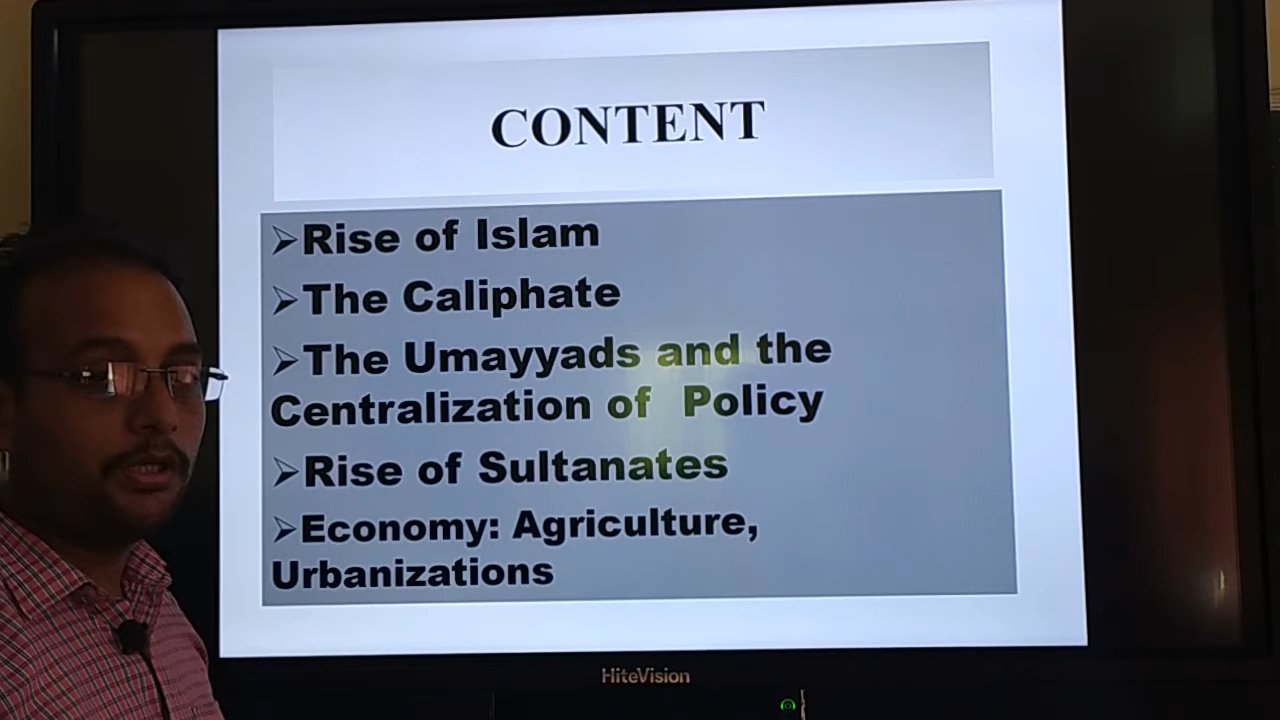 CONTENT
➢Rise of Islam
➢The Caliphate
➢The Umayyads and the
Centralization of Policy
➢Rise of Sultanates
➢Economy: Agriculture,
Urbanizations
HiteVision